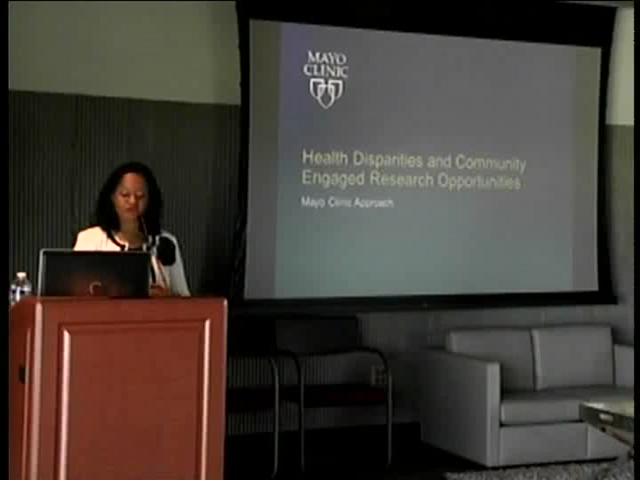 MAYO
CLINIC
Health Disparities and Community
Engaged Research Opportunities
Mayo Clinic Approach